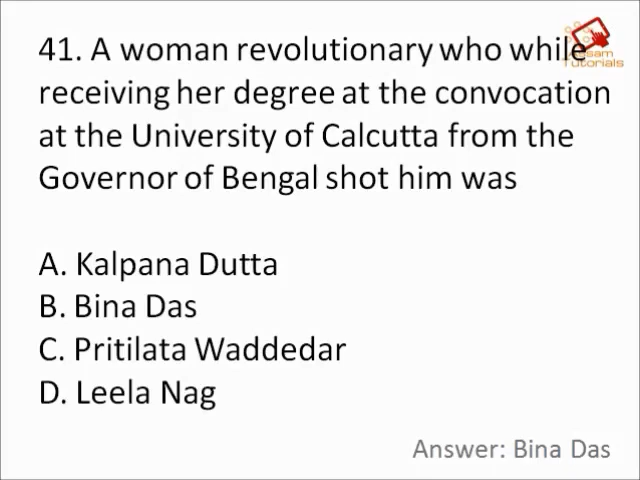 41. A woman revolutionary who while
receiving her degree at the convocation
at the University of Calcutta from the
Governor of Bengal shot him was
A. Kalpana Dutta
B. Bina Das
C. Pritilata Waddedar
D. Leela Nag
Answer: Bina Das
Tutorials